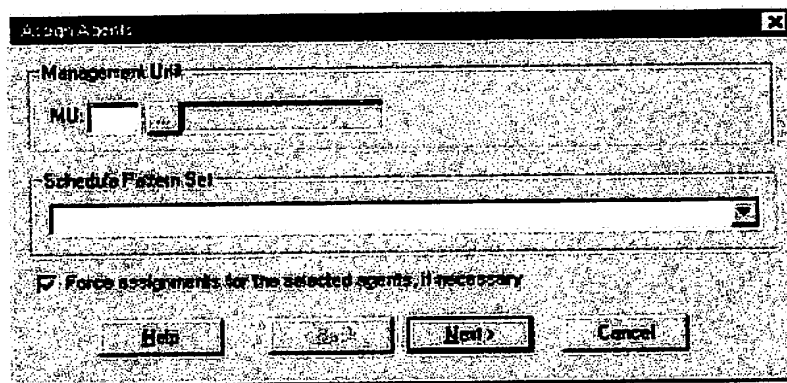 Assign Agents
Management Unit
MU:
...
Schedule Pattern Set
Force assignments for the selected agents, if necessary
Help
Next>
Cancel